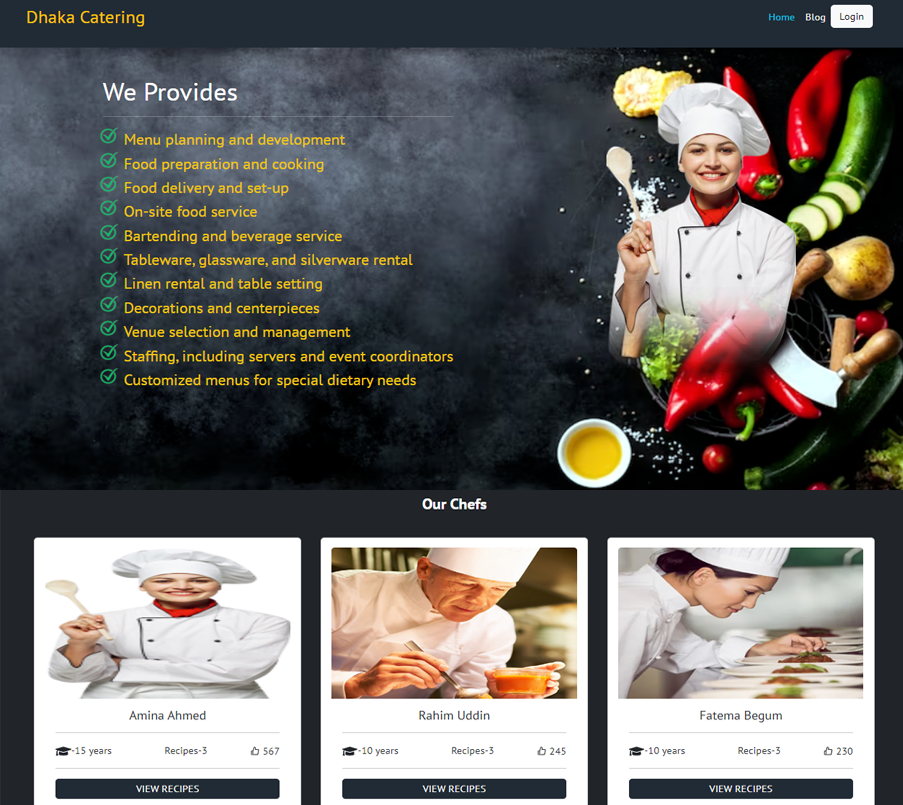 Dhaka Catering
Home Blog Login
We Provides
Menu planning and development
Food preparation and cooking
Food delivery and set-up
On-site food service
Bartending and beverage service
Tableware, glassware, and silverware rental
Linen rental and table setting
Decorations and centerpieces
Venue selection and management
Staffing, including servers and event coordinators
Customized menus for special dietary needs
Our Chefs
Amina Ahmed
-15 years Recipes-3 567
VIEW RECIPES
Rahim Uddin
-10 years Recipes-3 245
VIEW RECIPES
Fatema Begum
-10 years Recipes-3 230
VIEW RECIPES